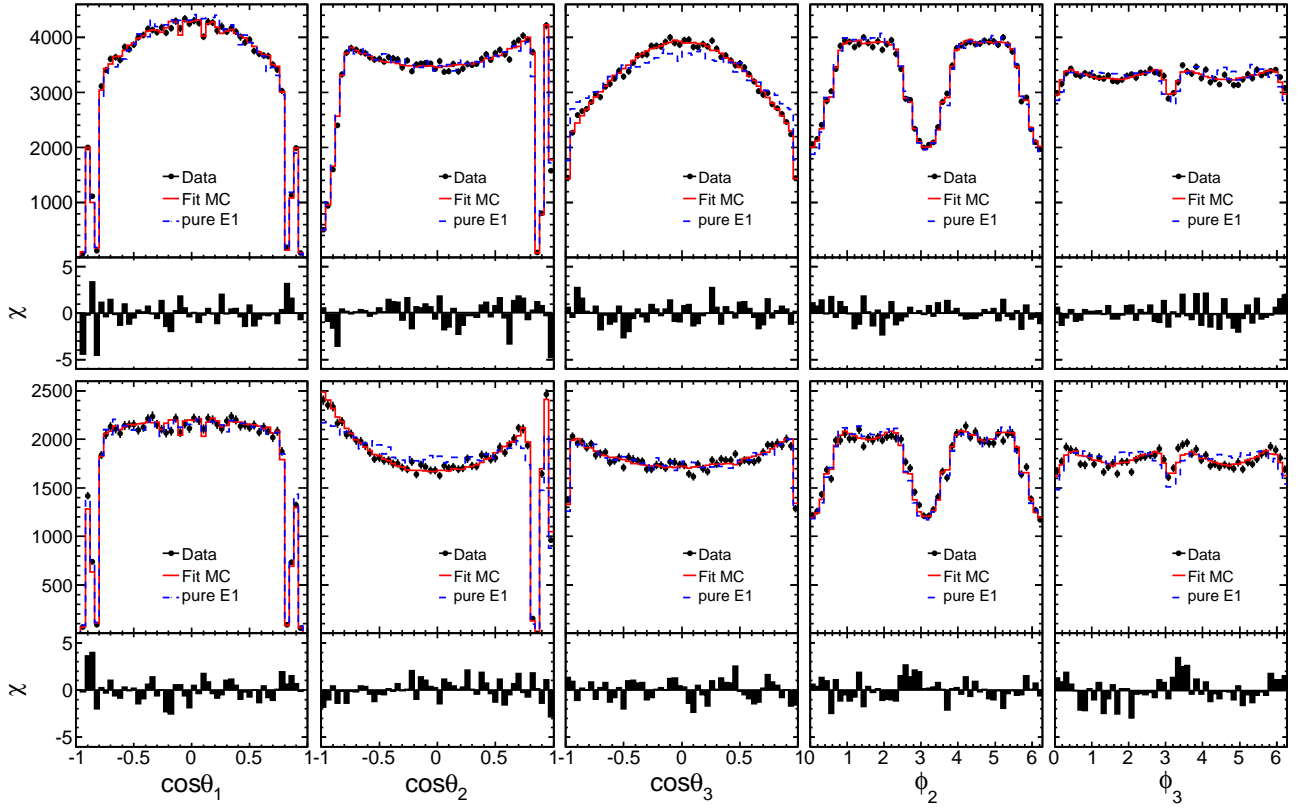 4000
3000
2000
1000
Data
Fit MC
pure E1
Data
Fit MC
pure E1
Data
Fit MC
pure E1
Data
Fit MC
pure E1
Data
Fit MC
pure E1
5
0
-5
χ
2500
2000
1500
1000
500
Data
Fit MC
pure E1
Data
Fit MC
pure E1
Data
Fit MC
pure E1
Data
Fit MC
pure E1
Data
Fit MC
pure E1
5
0
-5
χ
-1 -0.5 0 0.5 1
-1 -0.5 0 0.5 1
-1 -0.5 0 0.5 1
0 1 2 3 4 5 6
0 1 2 3 4 5 6
cosθ1 cosθ2 cosθ3 ϕ2 ϕ3